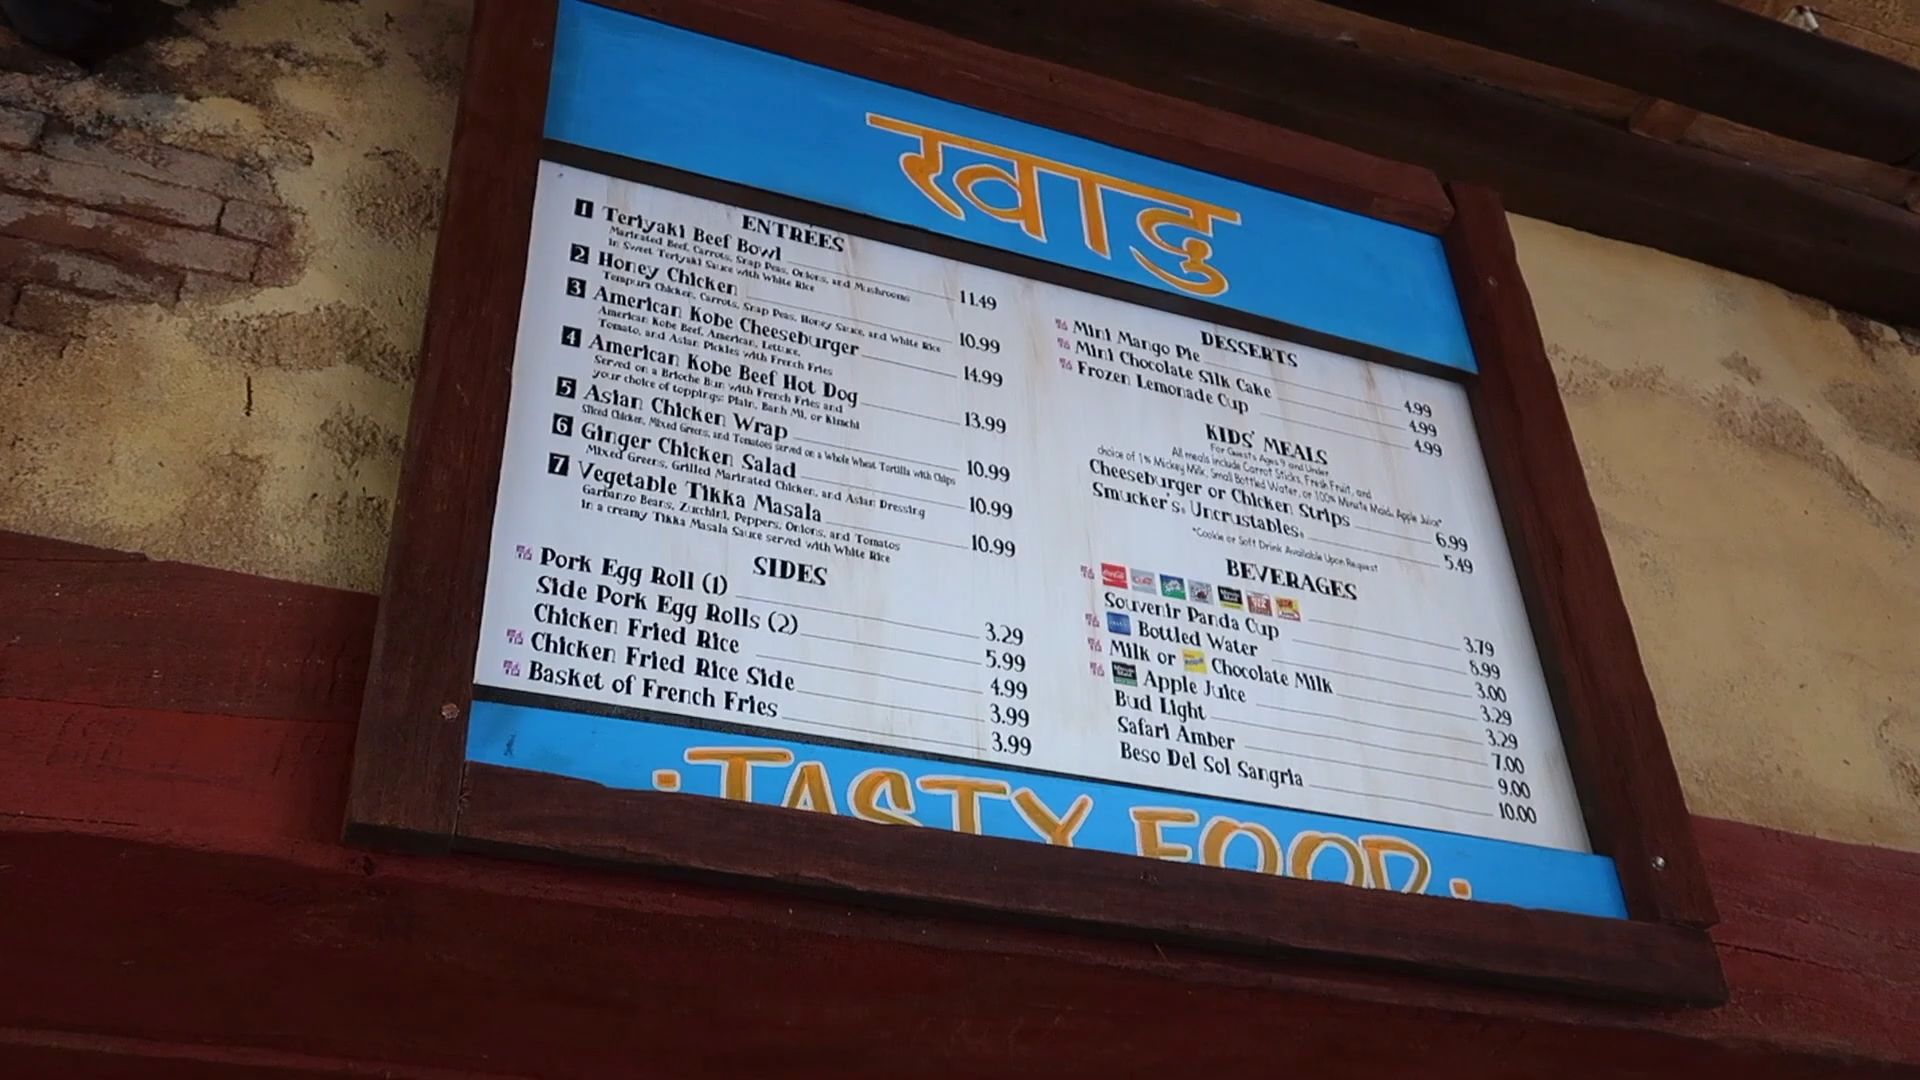 स्वादु
ENTREES
1 Teriyaki Beef Bowl 11.49
Marinated Beef, Carrots, Snap Peas, Onions, and Mushrooms
in Sweet Teriyaki Sauce with White Rice
2 Honey Chicken 10.99
Tempura Chicken, Carrots, Snap Peas, Honey Sauce, and White Rice
3 American Kobe Cheeseburger 14.99
American Kobe Beef, American, Lettuce,
Tomato, and Asian Pickles with French Fries
4 American Kobe Beef Hot Dog 13.99
Served on a Brioche Bun with French Fries and
your choice of toppings: Plain, Banh Mi, or Kimchi
5 Asian Chicken Wrap 10.99
Sliced Chicken, Mixed Greens, and Tomatoes served on a Whole Wheat Tortilla with Chips
6 Ginger Chicken Salad 10.99
Mixed Greens, Grilled Marinated Chicken, and Asian Dressing
7 Vegetable Tikka Masala 10.99
Garbanzo Beans, Zucchini, Peppers, Onions, and Tomatos
in a creamy Tikka Masala Sauce served with White Rice
SIDES
Pork Egg Roll (1) 3.29
Side Pork Egg Rolls (2) 5.99
Chicken Fried Rice 4.99
Chicken Fried Rice Side 3.99
Basket of French Fries 3.99
DESSERTS
Mini Mango Pie 4.99
Mini Chocolate Silk Cake 4.99
Frozen Lemonade Cup 4.99
KIDS' MEALS
For Guests Ages 9 and Under
All meals include Carrot Sticks, Fresh Fruit, and
choice of 1% Mickey Milk, Small Bottled Water, or 100% Minute Maid® Apple Juice*
Cheeseburger or Chicken Strips 6.99
Smucker's® Uncrustables® 5.49
*Cookie or Soft Drink Available Upon Request
BEVERAGES
Coca-Cola 3.79
Souvenir Panda Cup 8.99
Bottled Water 3.00
Milk or Chocolate Milk 3.29
Apple Juice 3.29
Bud Light 7.00
Safari Amber 9.00
Beso Del Sol Sangria 10.00
· TASTY FOOD ·